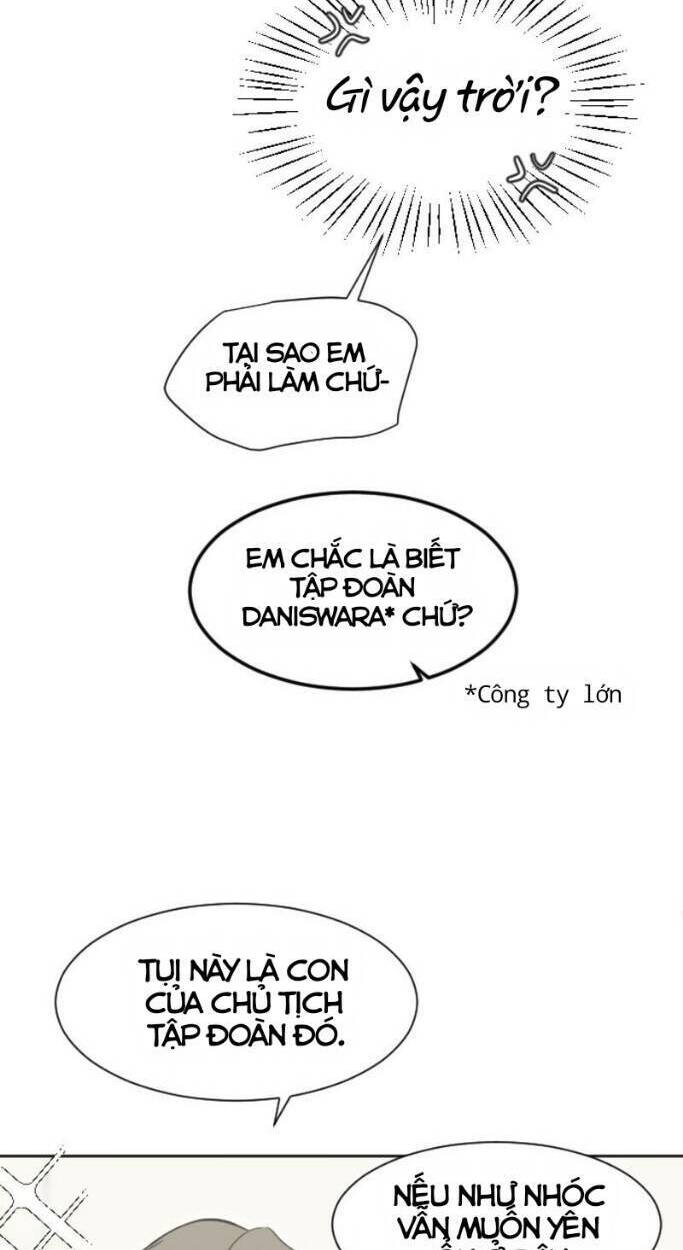 Gì vậy trời?
TẠI SAO EM
PHẢI LÀM CHỨ-
EM CHẮC LÀ BIẾT
TẬP ĐOÀN
DANISWARA* CHỨ?
*Công ty lớn
TỤI NÀY LÀ CON
CỦA CHỦ TỊCH
TẬP ĐOÀN ĐÓ.
NẾU NHƯ NHÓC
VẪN MUỐN YÊN